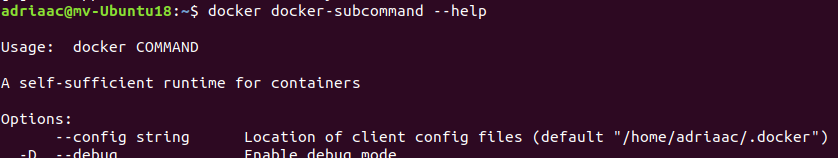 adriaac@mv-Ubuntu18:~$ docker docker-subcommand --help
Usage:  docker COMMAND
A self-sufficient runtime for containers
Options:
      --config string      Location of client config files (default "/home/adriaac/.docker")
  -D  --debug              Enable debug mode